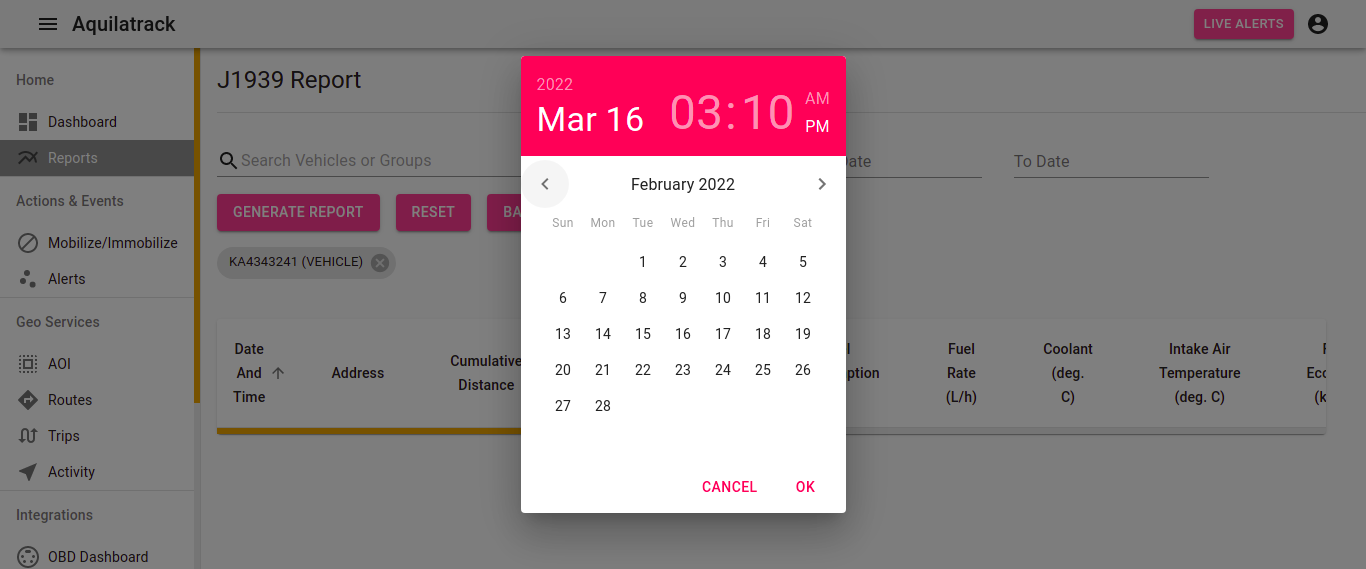 Aquilatrack
LIVE ALERTS
Home
Dashboard
Reports
Actions & Events
Mobilize/Immobilize
Alerts
Geo Services
AOI
Routes
Trips
Activity
Integrations
OBD Dashboard
J1939 Report
Search Vehicles or Groups
Date
To Date
GENERATE REPORT
RESET
BA
KA4343241 (VEHICLE)
Date
And
Time
Address
Cumulative
Distance
ption
Fuel
Rate
(L/h)
Coolant
(deg.
C)
Intake Air
Temperature
(deg. C)
2022
Mar 16
03:10
AM
PM
February 2022
Sun Mon Tue Wed Thu Fri Sat
1 2 3 4 5
6 7 8 9 10 11 12
13 14 15 16 17 18 19
20 21 22 23 24 25 26
27 28
CANCEL OK